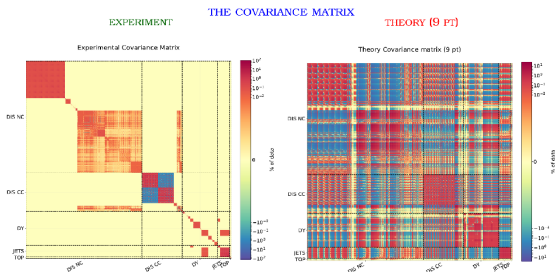 THE COVARIANCE MATRIX
EXPERIMENT
THEORY (9 PT)
Experimental Covariance Matrix
Theory Covariance matrix (9 pt)
DIS NC
DIS CC
DY
JETS
TOP
DIS NC
DIS CC
DY
JETS
TOP
0
% of data
DIS NC
DIS CC
DY
JETS
TOP
DIS NC
DIS CC
DY
JETS
TOP
0
% of data